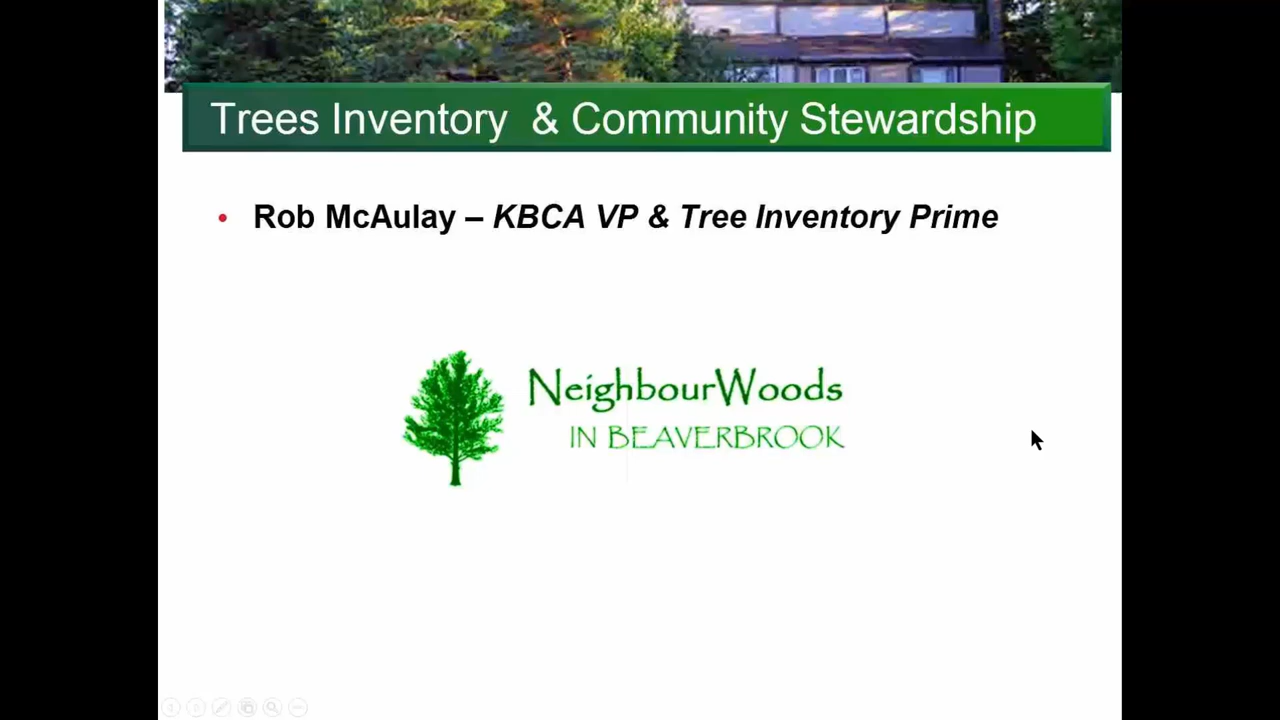 Trees Inventory & Community Stewardship
• Rob McAulay – KBCA VP & Tree Inventory Prime
NeighbourWoods
IN BEAVERBROOK